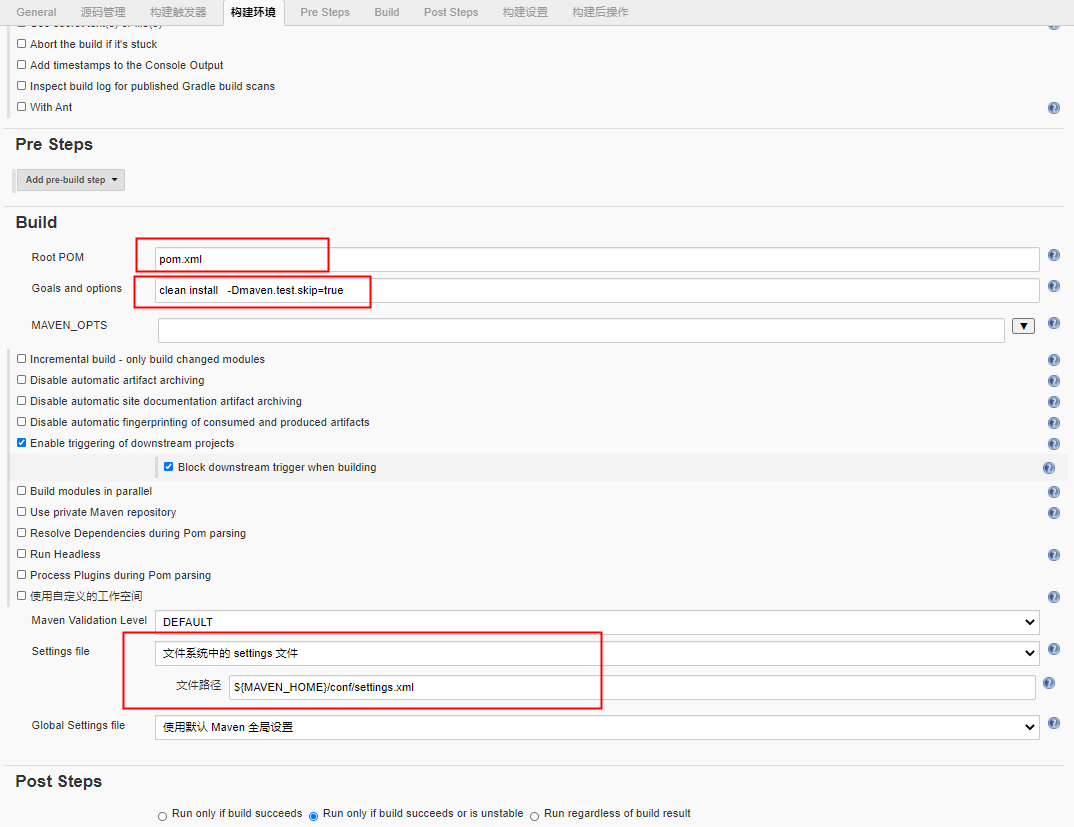 General 源码管理 构建触发器 构建环境 Pre Steps Build Post Steps 构建设置 构建后操作
Abort the build if it's stuck
Add timestamps to the Console Output
Inspect build log for published Gradle build scans
With Ant
Pre Steps
Add pre-build step
Build
Root POM pom.xml
Goals and options clean install -Dmaven.test.skip=true
MAVEN_OPTS
Incremental build - only build changed modules
Disable automatic artifact archiving
Disable automatic site documentation artifact archiving
Disable automatic fingerprinting of consumed and produced artifacts
Enable triggering of downstream projects
Block downstream trigger when building
Build modules in parallel
Use private Maven repository
Resolve Dependencies during Pom parsing
Run Headless
Process Plugins during Pom parsing
使用自定义的工作空间
Maven Validation Level DEFAULT
Settings file 文件系统中的 settings 文件
文件路径 ${MAVEN_HOME}/conf/settings.xml
Global Settings file 使用默认 Maven 全局设置
Post Steps
Run only if build succeeds Run only if build succeeds or is unstable Run regardless of build result